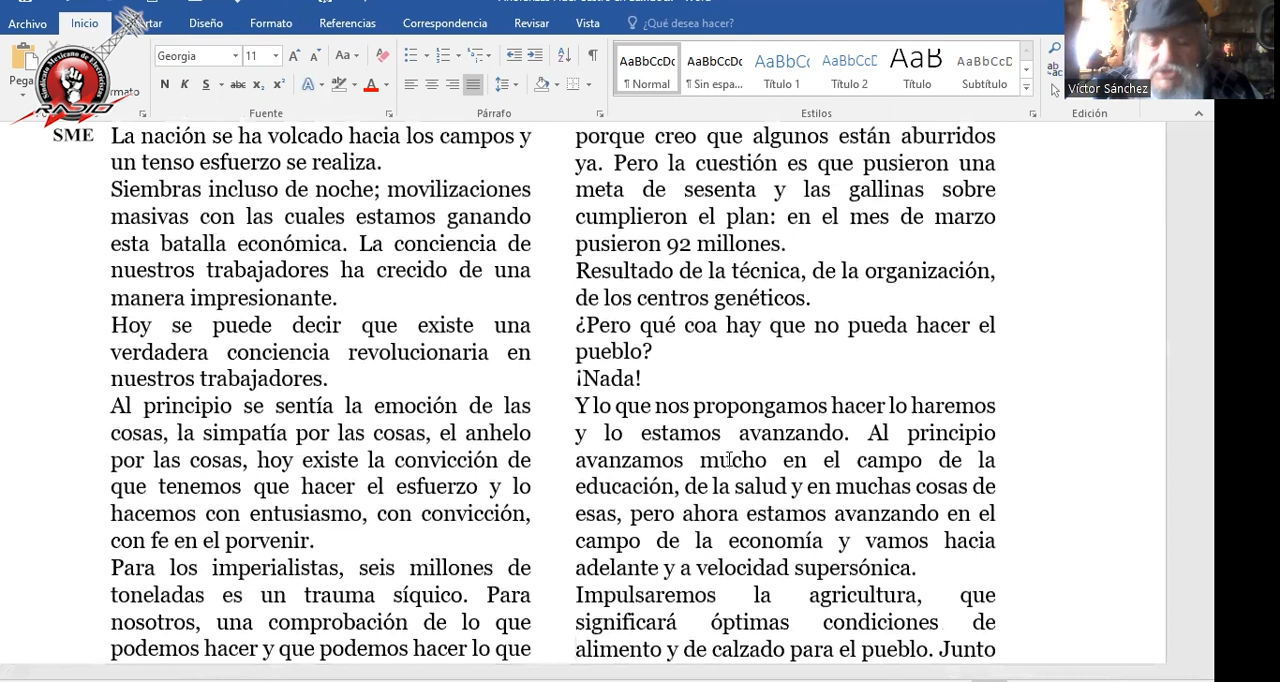 Archivo
Inicio
Diseño
Formato
Referencias
Correspondencia
Revisar
Vista
¿Qué desea hacer?
Georgia
11
Aa
N K S abc x₂ x²
Fuente
Párrafo
AaBbCcDc
¶ Normal
AaBbCcDc
¶ Sin espa...
AaBbCc
Título 1
AaBbCcD
Título 2
AaB
Título
AaBbCcD
Subtítulo
Estilos
Edición
Víctor Sánchez
Sindicato Mexicano de Electricistas
RADIO
SME
La nación se ha volcado hacia los campos y
un tenso esfuerzo se realiza.
Siembras incluso de noche; movilizaciones
masivas con las cuales estamos ganando
esta batalla económica. La conciencia de
nuestros trabajadores ha crecido de una
manera impresionante.
Hoy se puede decir que existe una
verdadera conciencia revolucionaria en
nuestros trabajadores.
Al principio se sentía la emoción de las
cosas, la simpatía por las cosas, el anhelo
por las cosas, hoy existe la convicción de
que tenemos que hacer el esfuerzo y lo
hacemos con entusiasmo, con convicción,
con fe en el porvenir.
Para los imperialistas, seis millones de
toneladas es un trauma síquico. Para
nosotros, una comprobación de lo que
podemos hacer y que podemos hacer lo que
porque creo que algunos están aburridos
ya. Pero la cuestión es que pusieron una
meta de sesenta y las gallinas sobre
cumplieron el plan: en el mes de marzo
pusieron 92 millones.
Resultado de la técnica, de la organización,
de los centros genéticos.
¿Pero qué coa hay que no pueda hacer el
pueblo?
¡Nada!
Y lo que nos propongamos hacer lo haremos
y lo estamos avanzando. Al principio
avanzamos mucho en el campo de la
educación, de la salud y en muchas cosas de
esas, pero ahora estamos avanzando en el
campo de la economía y vamos hacia
adelante y a velocidad supersónica.
Impulsaremos la agricultura, que
significará óptimas condiciones de
alimento y de calzado para el pueblo. Junto